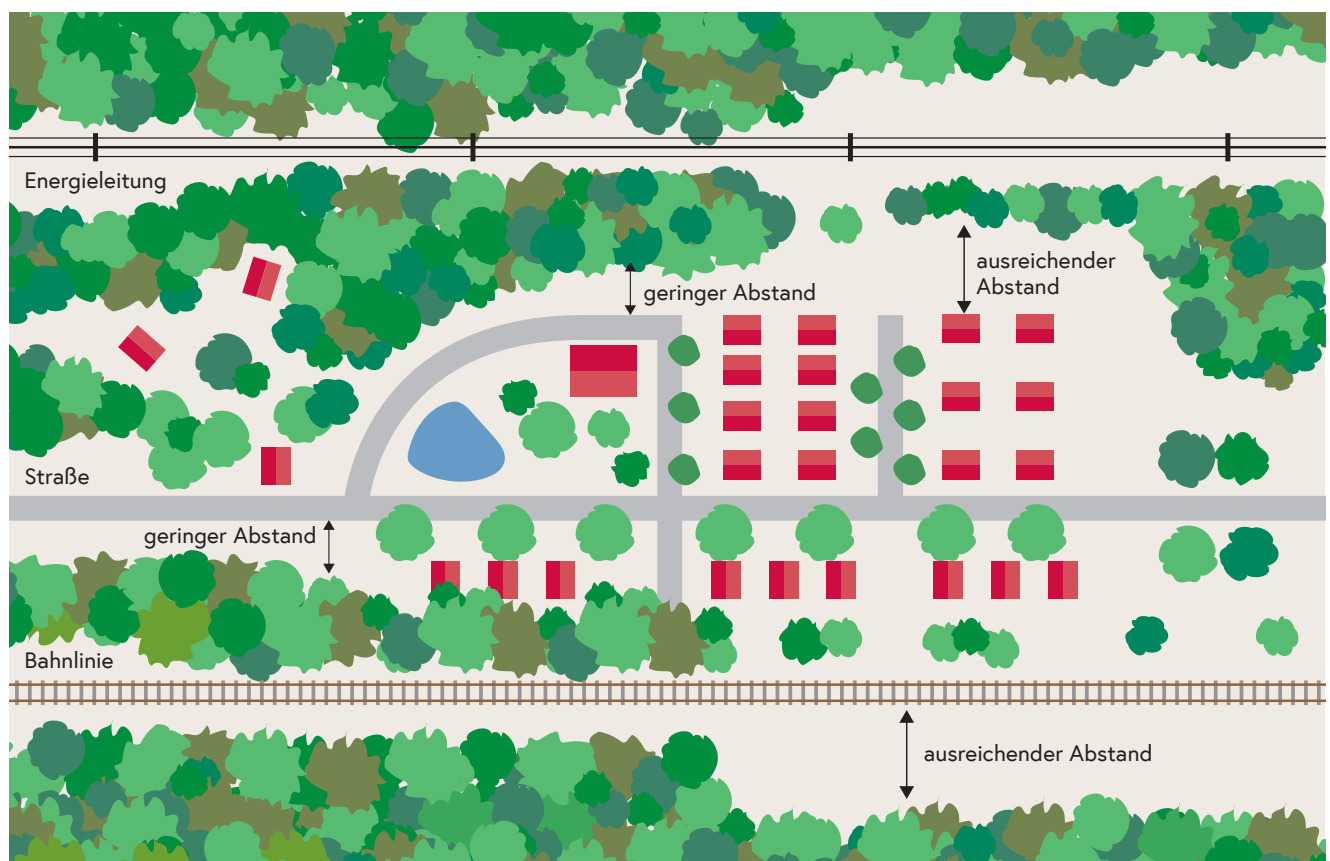 Energieleitung
geringer Abstand
ausreichender
Abstand
Straße
geringer Abstand
Bahnlinie
ausreichender Abstand